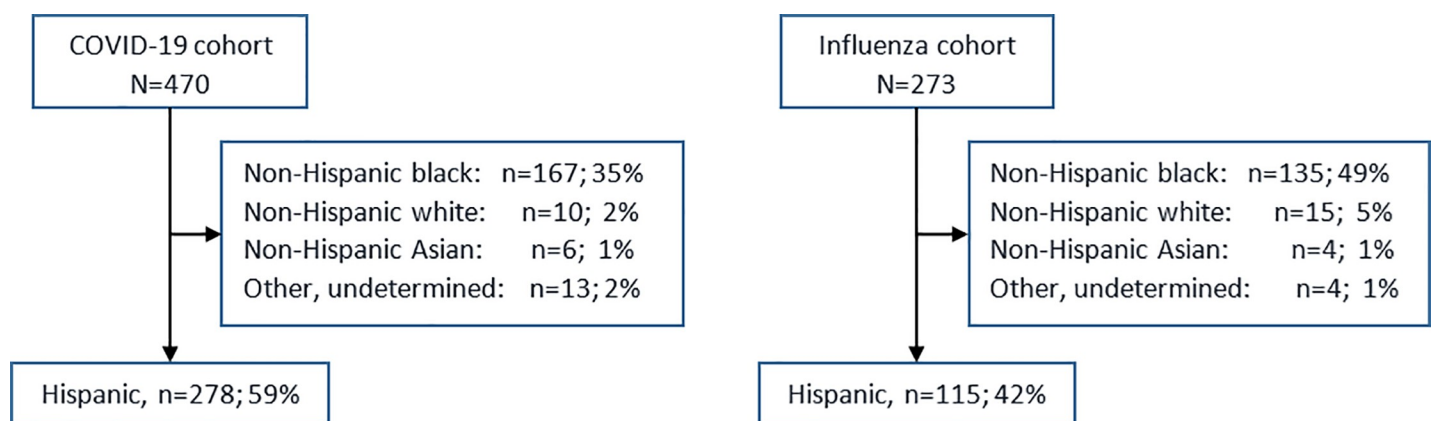 COVID-19 cohort
N=470
Non-Hispanic black: n=167; 35%
Non-Hispanic white: n=10; 2%
Non-Hispanic Asian: n=6; 1%
Other, undetermined: n=13; 2%
Hispanic, n=278; 59%
Influenza cohort
N=273
Non-Hispanic black: n=135; 49%
Non-Hispanic white: n=15; 5%
Non-Hispanic Asian: n=4; 1%
Other, undetermined: n=4; 1%
Hispanic, n=115; 42%